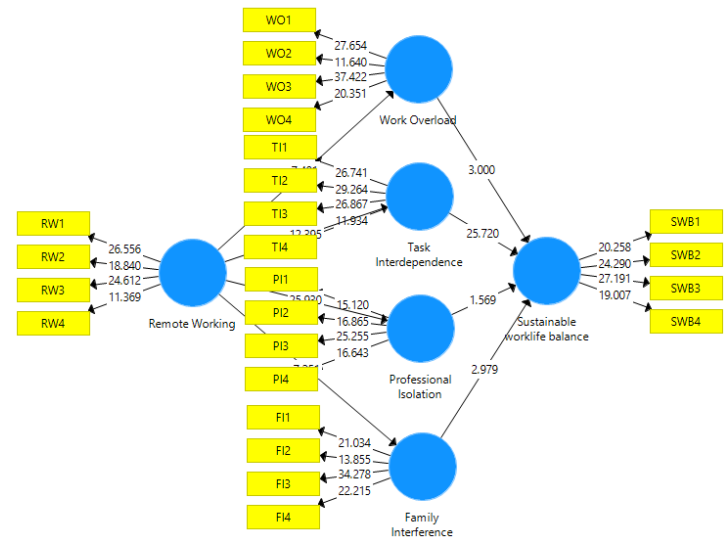 WO1
WO2
WO3
WO4
27.654
11.640
37.422
20.351
Work Overload
TI1
TI2
TI3
TI4
26.741
29.264
26.867
11.934
12.395
Task
Interdependence
3.000
25.720
RW1
RW2
RW3
RW4
26.556
18.840
24.612
11.369
Remote Working
PI1
PI2
PI3
PI4
15.120
16.865
25.255
16.643
Professional
Isolation
1.569
2.979
SWB1
SWB2
SWB3
SWB4
20.258
24.290
27.191
19.007
Sustainable
worklife balance
FI1
FI2
FI3
FI4
21.034
13.855
34.278
22.215
Family
Interference